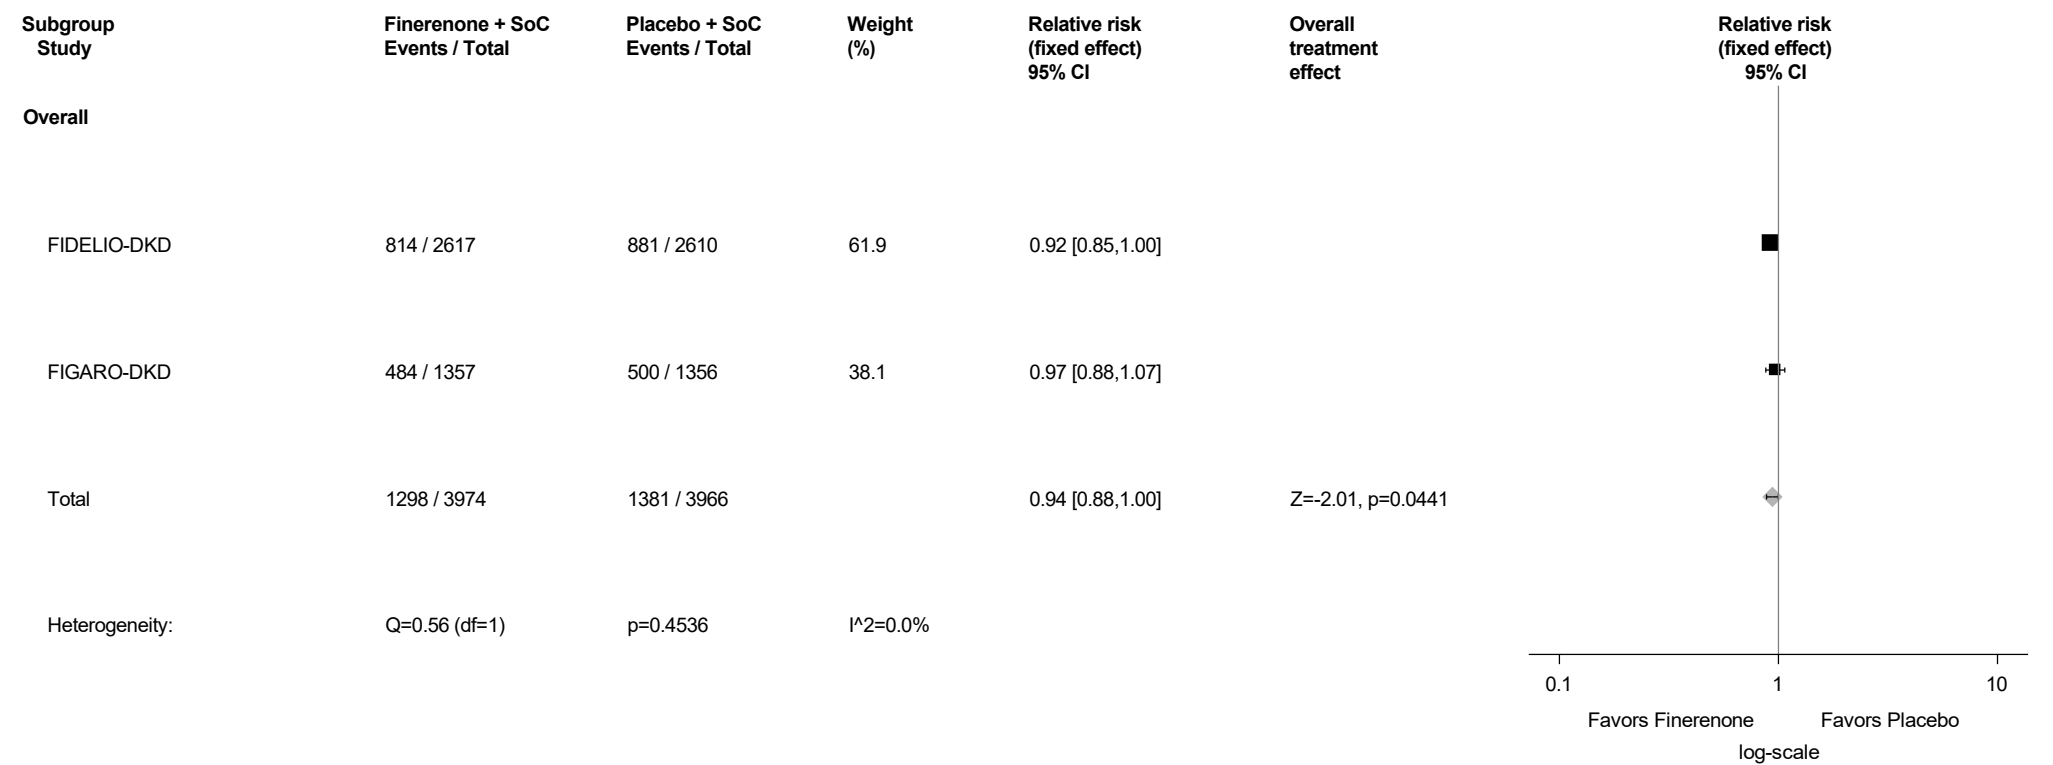 Subgroup Finerenone + SoC Placebo + SoC Weight Relative risk Overall Relative risk
Study Events / Total Events / Total (%) (fixed effect) treatment (fixed effect)
95% CI effect 95% CI
Overall
FIDELIO-DKD 814 / 2617 881 / 2610 61.9 0.92 [0.85,1.00]
FIGARO-DKD 484 / 1357 500 / 1356 38.1 0.97 [0.88,1.07]
Total 1298 / 3974 1381 / 3966 0.94 [0.88,1.00] Z=-2.01, p=0.0441
Heterogeneity: Q=0.56 (df=1) p=0.4536 I^2=0.0%
0.1 1 10
Favors Finerenone Favors Placebo
log-scale